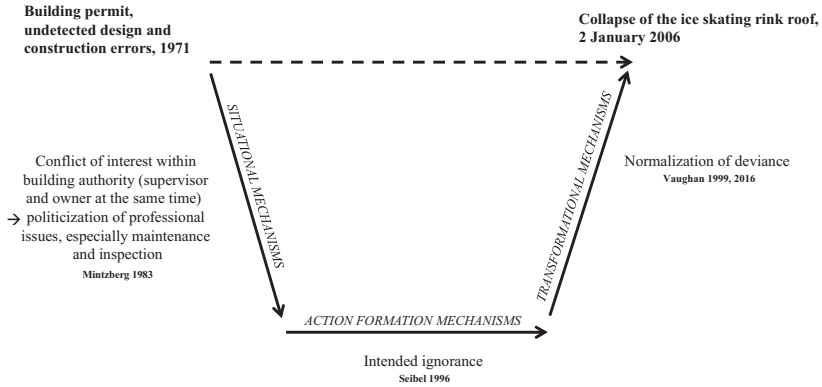 Building permit,
undetected design and
construction errors, 1971
Collapse of the ice skating rink roof,
2 January 2006
SITUATIONAL MECHANISMS
Conflict of interest within
building authority (supervisor
and owner at the same time)
→ politicization of professional
issues, especially maintenance
and inspection
Mintzberg 1983
TRANSFORMATIONAL MECHANISMS
Normalization of deviance
Vaughan 1999, 2016
ACTION FORMATION MECHANISMS
Intended ignorance
Seibel 1996